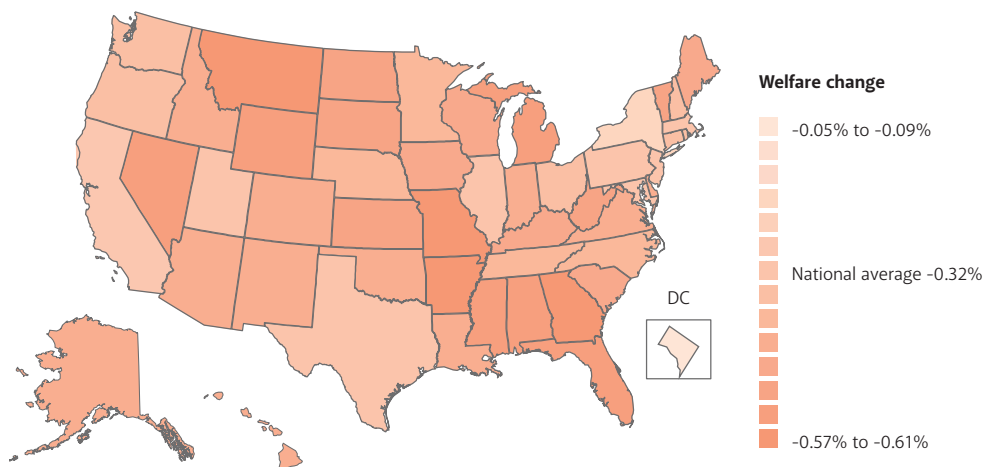 Welfare change
-0.05% to -0.09%
National average -0.32%
DC
-0.57% to -0.61%